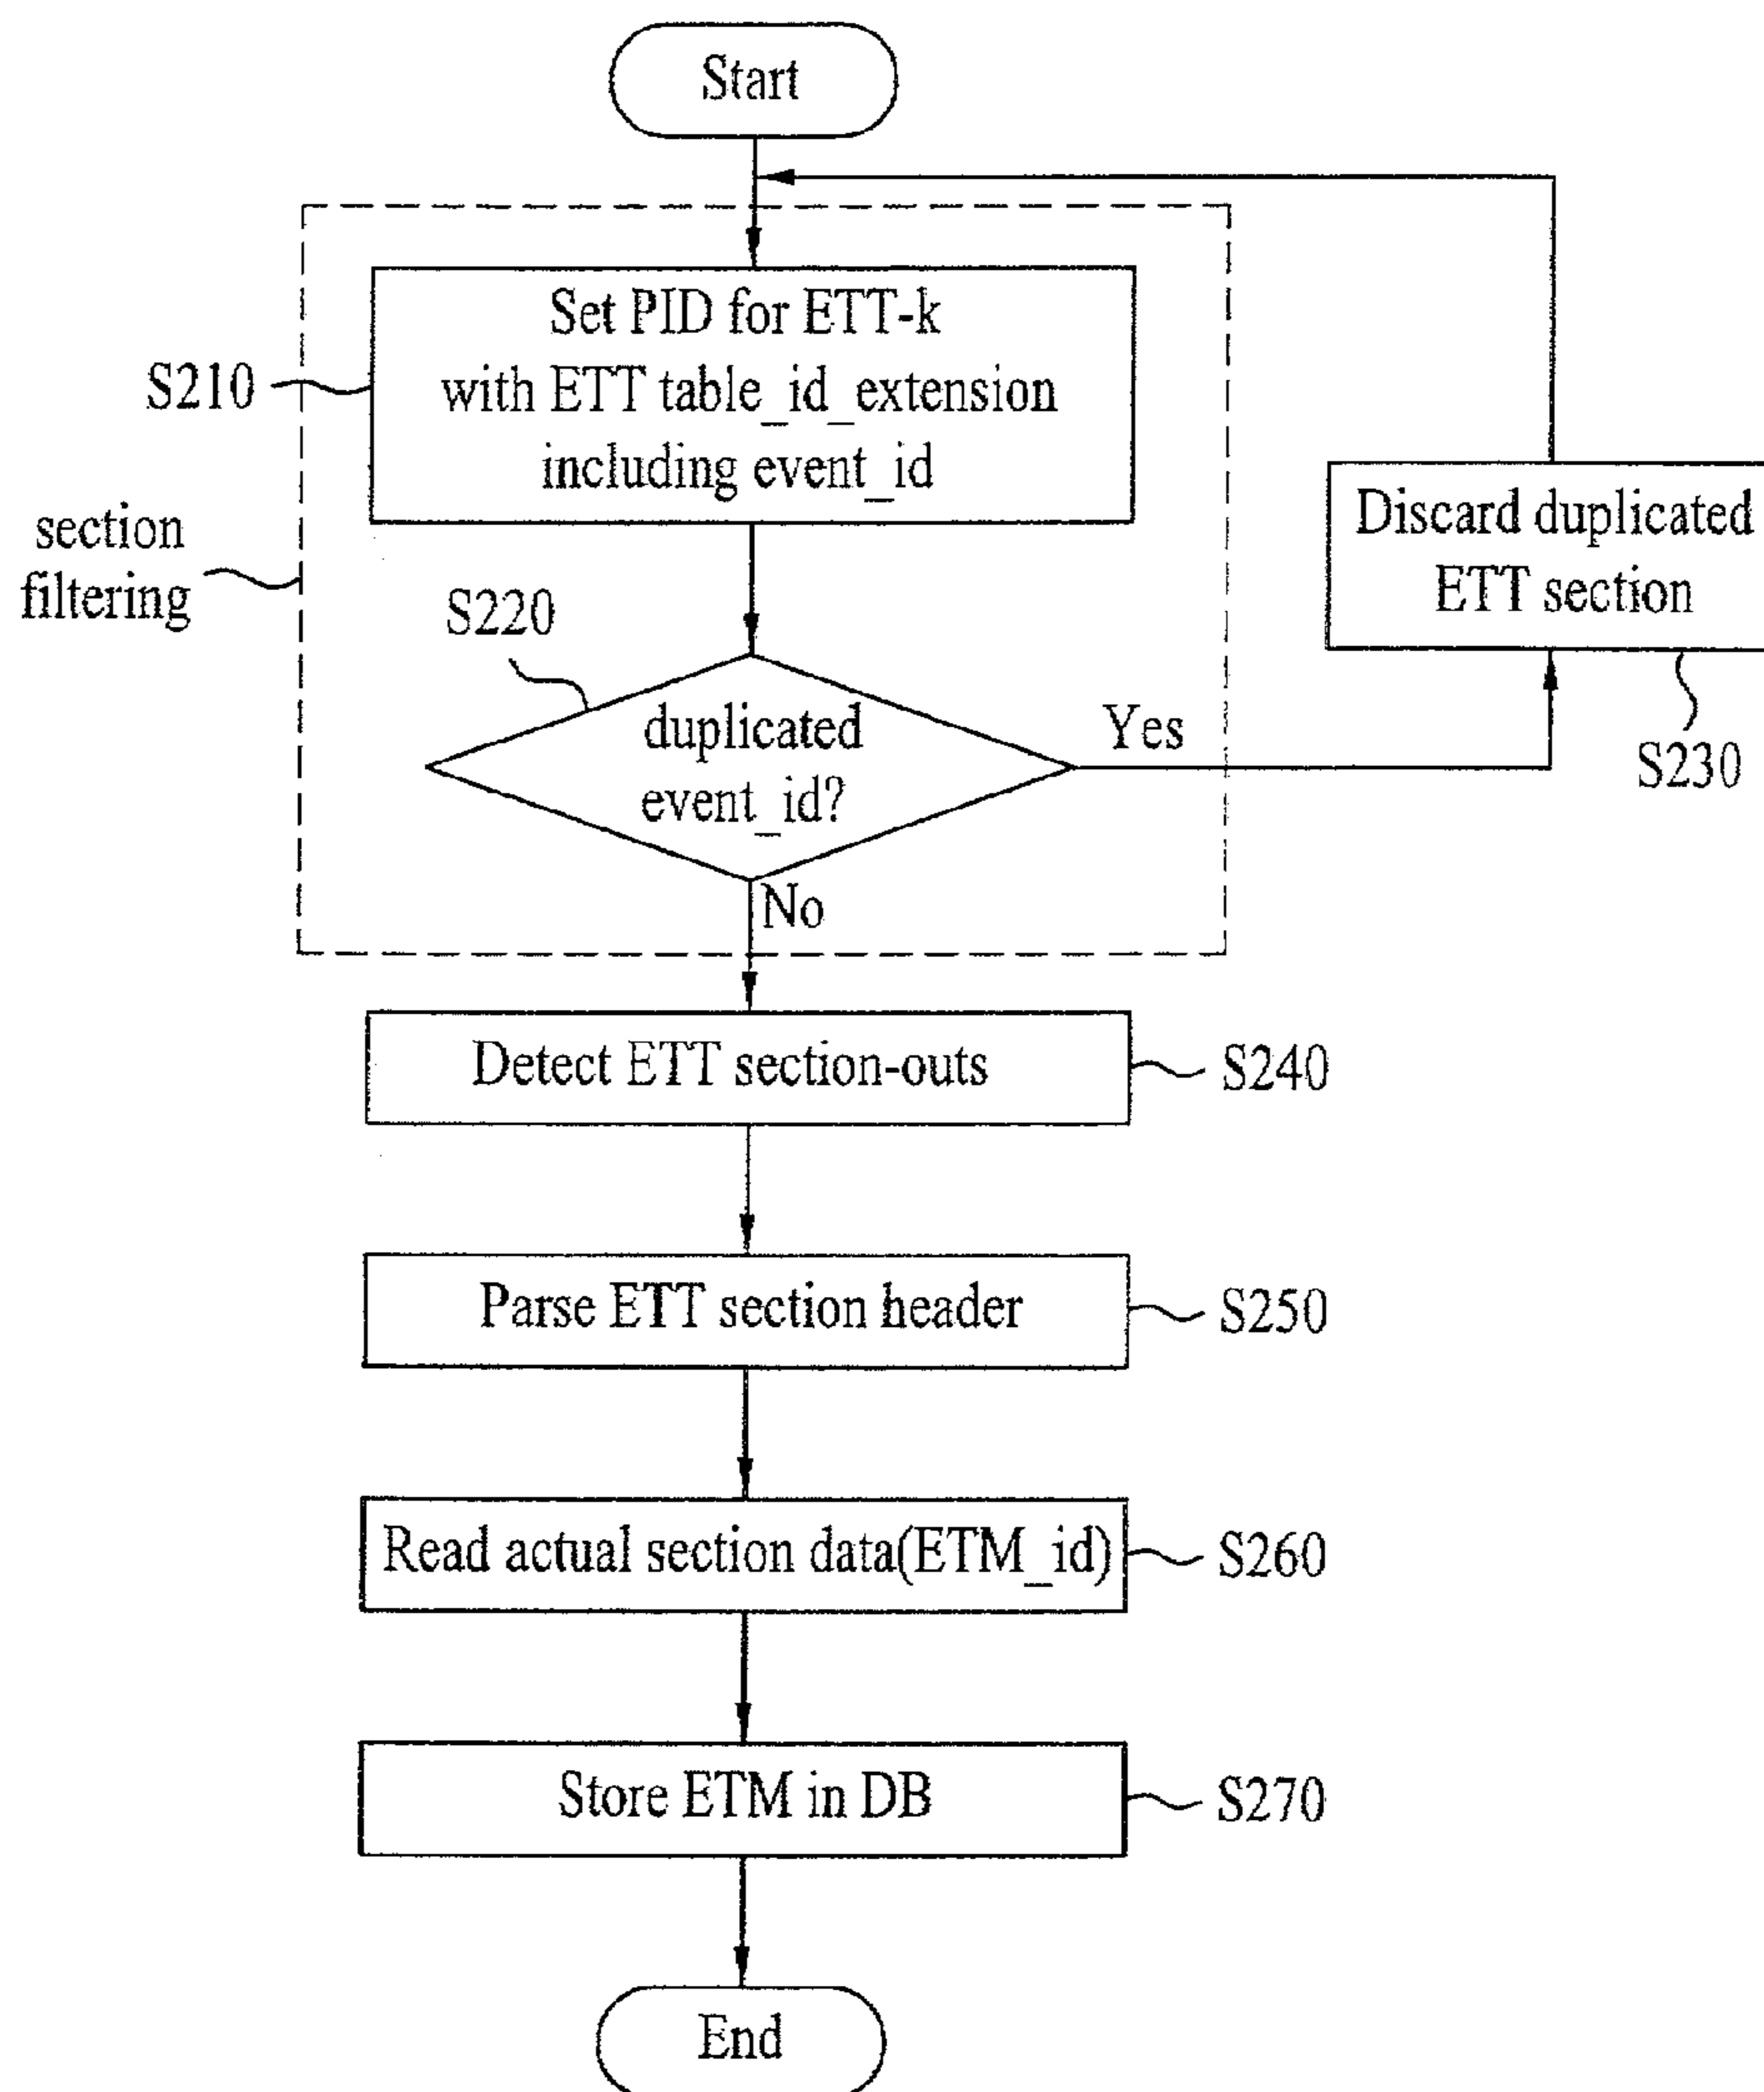 Start
Set PID for ETT-k
with ETT table_id_extension
including event_id
S210
section
filtering
Discard duplicated
ETT section
S230
S220
duplicated
event_id?
Yes
No
Detect ETT section-outs
S240
Parse ETT section header
S250
Read actual section data(ETM_id)
S260
Store ETM in DB
S270
End